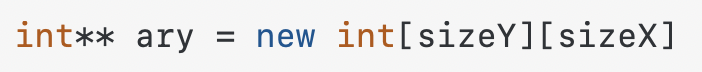 int** ary = new int[sizeY][sizeX]